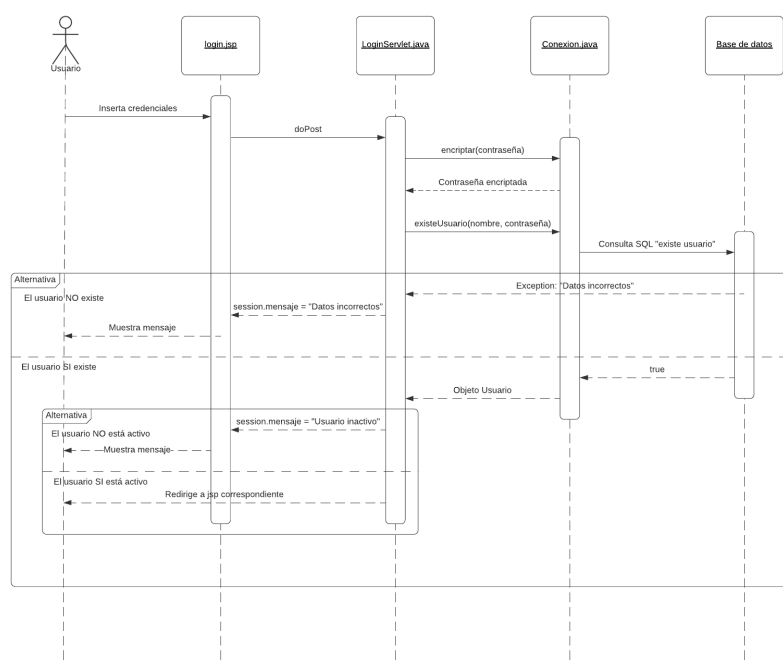 Usuario
login.jsp
LoginServlet.java
Conexion.java
Base de datos
Inserta credenciales
doPost
encriptar(contraseña)
Contraseña encriptada
existeUsuario(nombre, contraseña)
Consulta SQL "existe usuario"
Alternativa
El usuario NO existe
Exception: "Datos incorrectos"
session.mensaje = "Datos incorrectos"
Muestra mensaje
El usuario SI existe
true
Objeto Usuario
Alternativa
session.mensaje = "Usuario inactivo"
El usuario NO está activo
Muestra mensaje
El usuario SI está activo
Redirige a jsp correspondiente